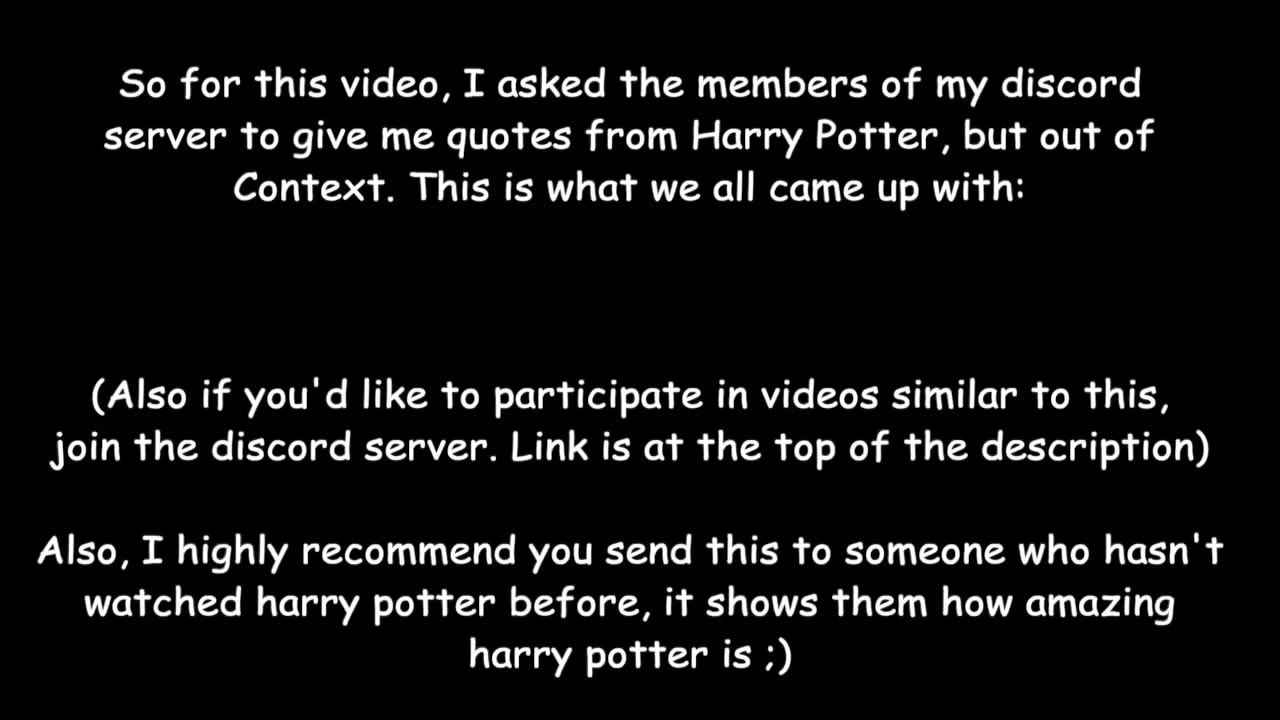 So for this video, I asked the members of my discord
server to give me quotes from Harry Potter, but out of
Context. This is what we all came up with:
(Also if you'd like to participate in videos similar to this,
join the discord server. Link is at the top of the description)
Also, I highly recommend you send this to someone who hasn't
watched harry potter before, it shows them how amazing
harry potter is ;)